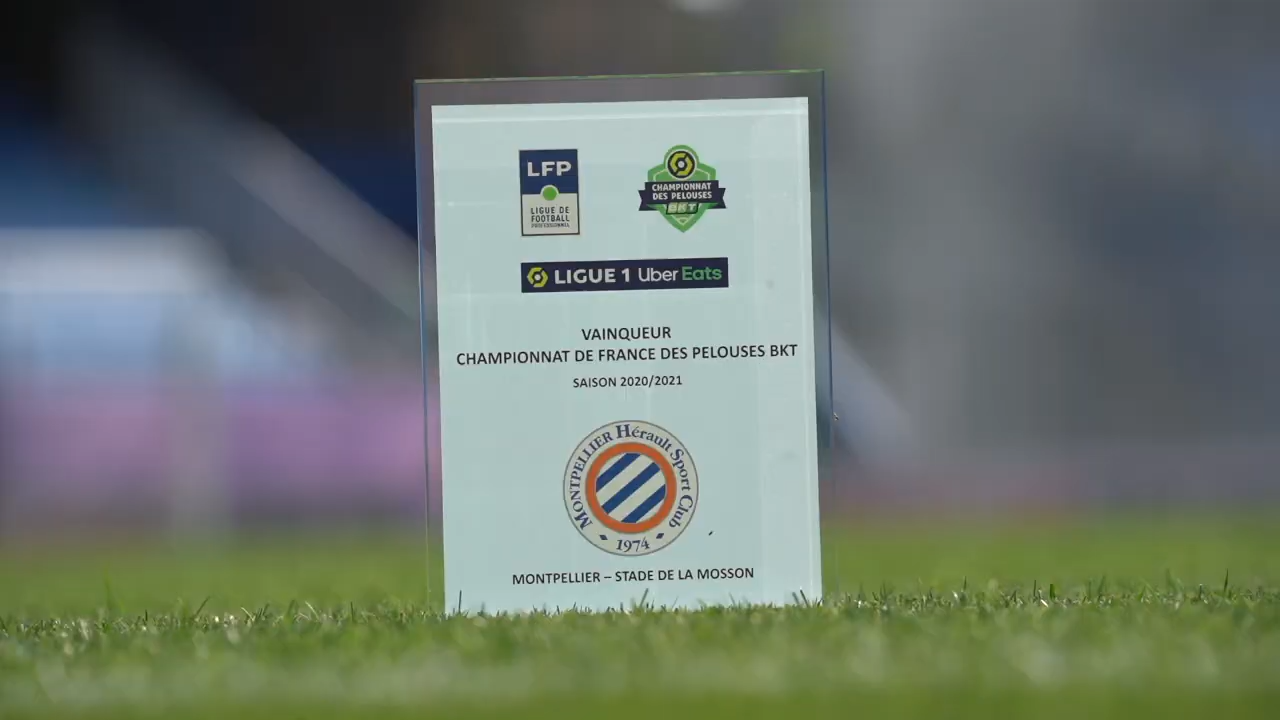 LFP
LIGUE DE
FOOTBALL
PROFESSIONNEL
CHAMPIONNAT
DES PELOUSES
BKT
LIGUE 1 Uber Eats
VAINQUEUR
CHAMPIONNAT DE FRANCE DES PELOUSES BKT
SAISON 2020/2021
MONTPELLIER Hérault Sport Club
1974
MONTPELLIER – STADE DE LA MOSSON